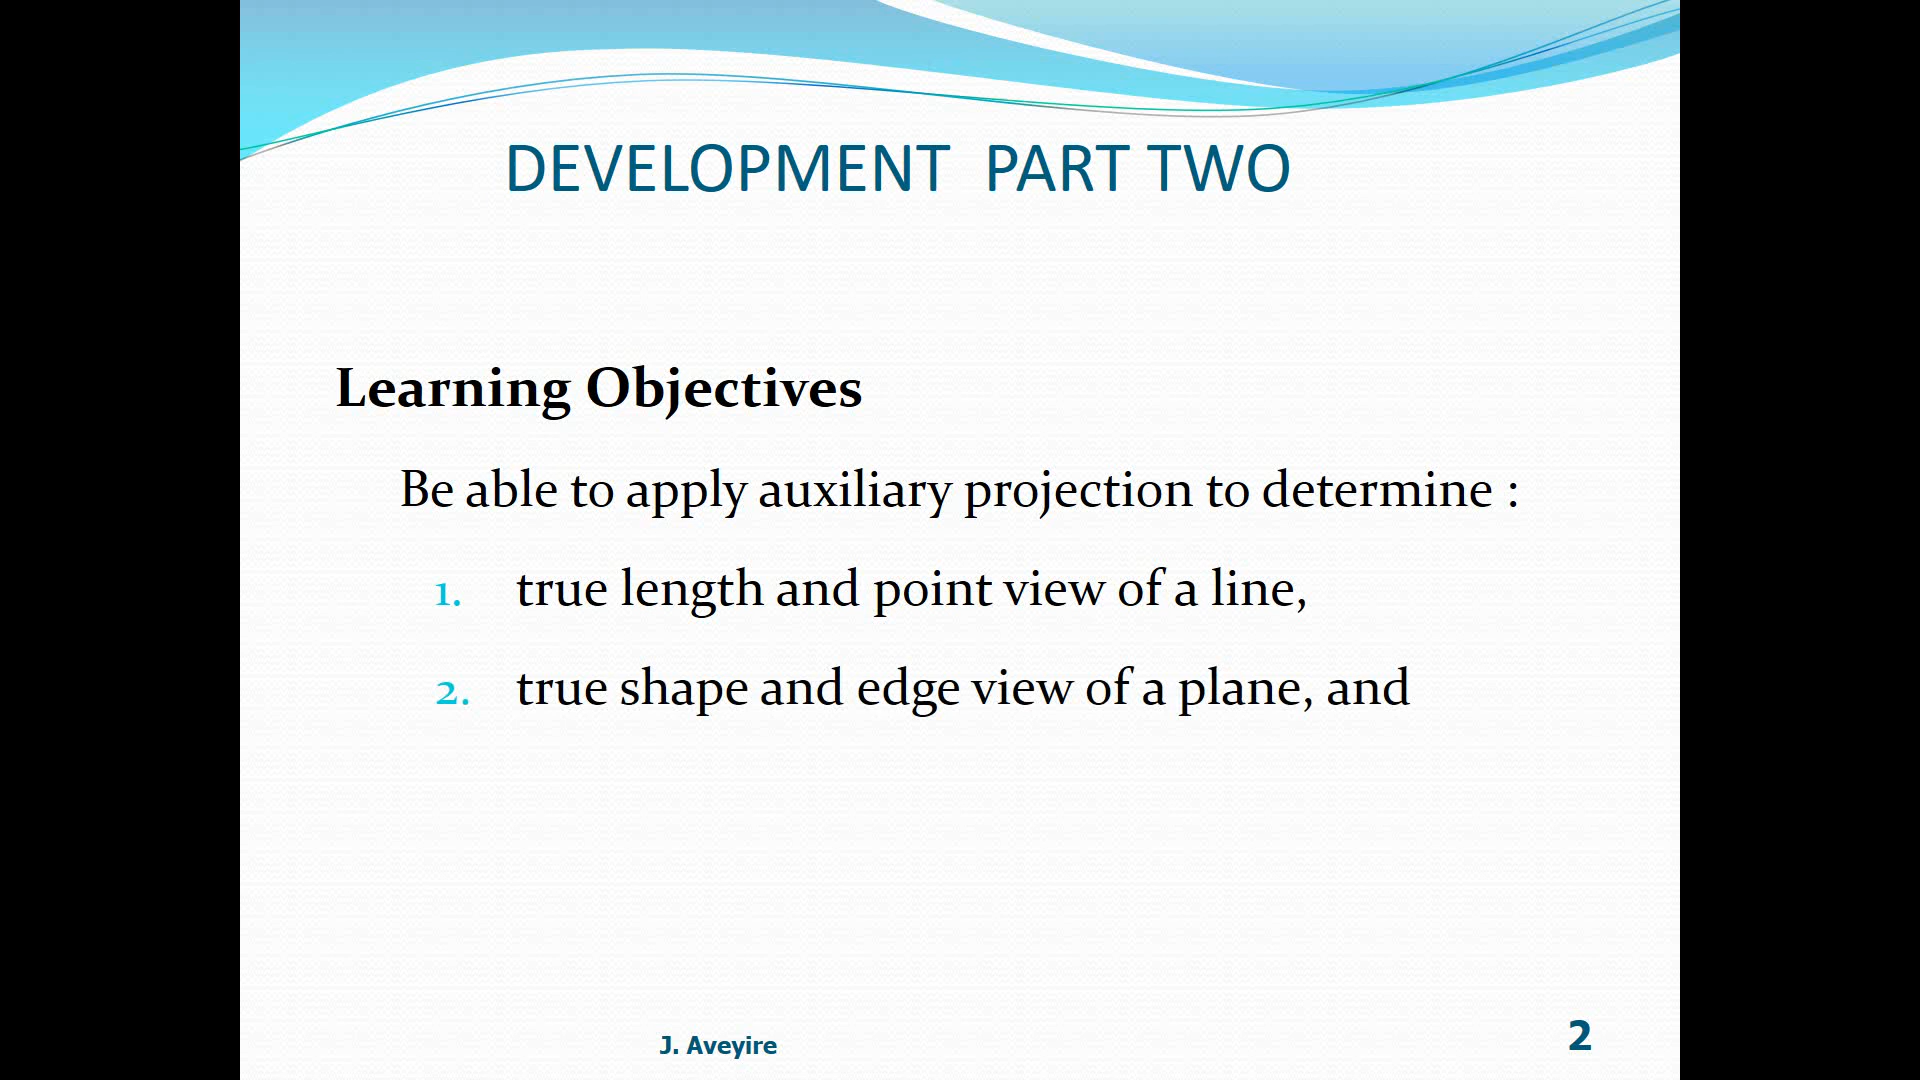 DEVELOPMENT PART TWO
Learning Objectives
Be able to apply auxiliary projection to determine :
1. true length and point view of a line,
2. true shape and edge view of a plane, and
J. Aveyire
2